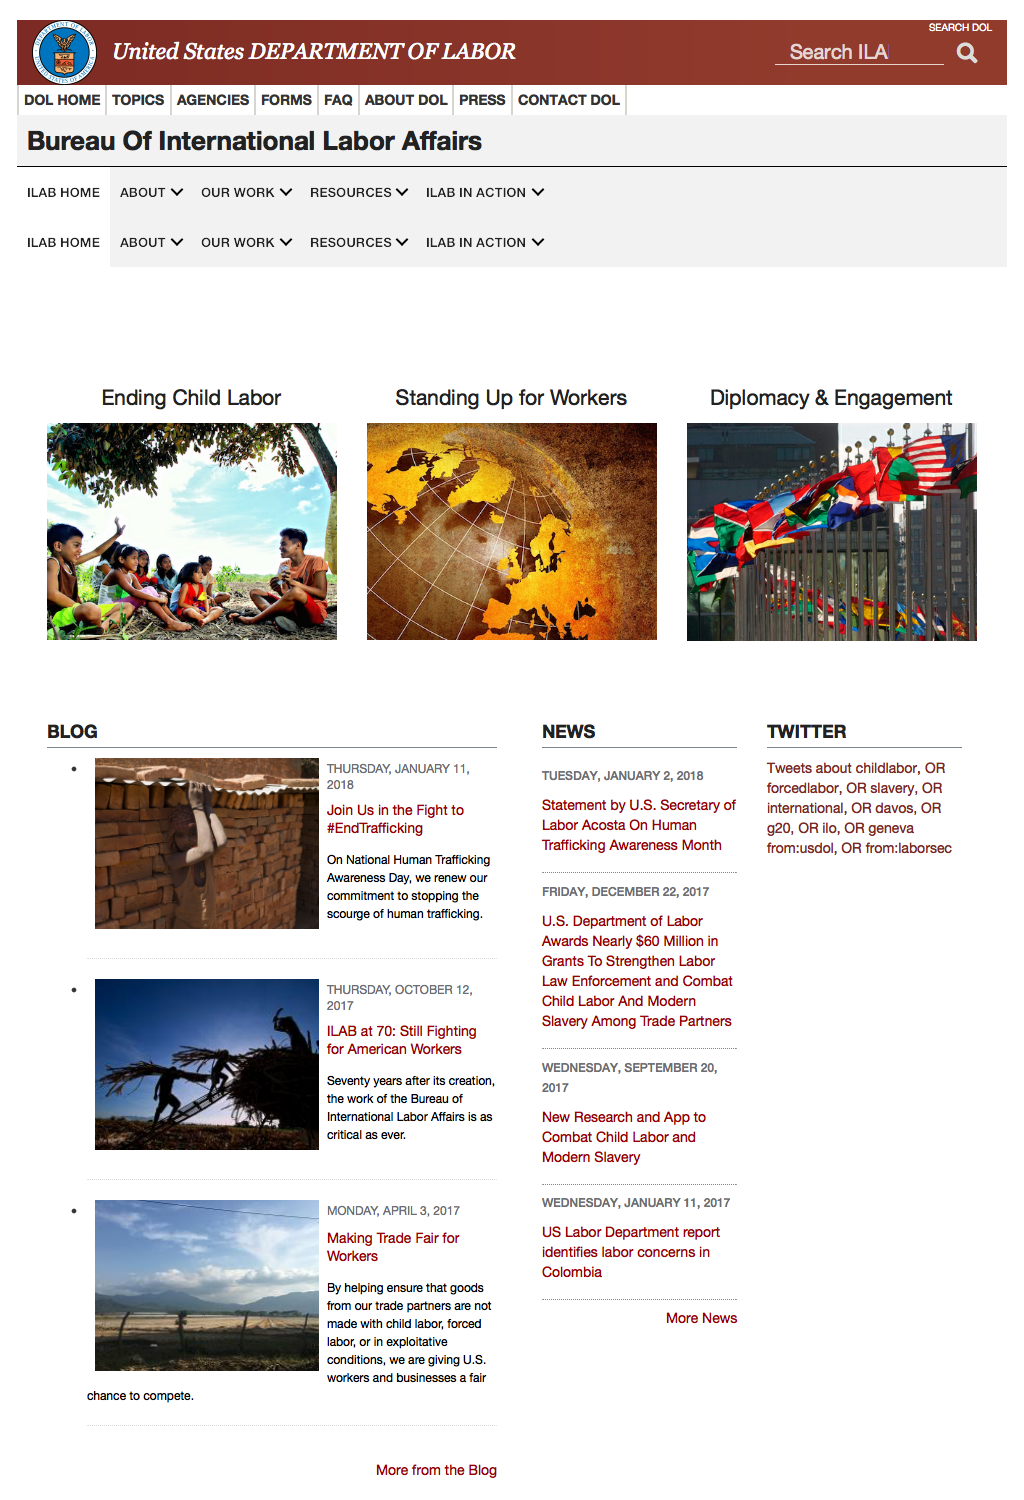 SEARCH DOL
United States DEPARTMENT OF LABOR
Search ILA
DOL HOME
TOPICS
AGENCIES
FORMS
FAQ
ABOUT DOL
PRESS
CONTACT DOL
Bureau Of International Labor Affairs
ILAB HOME
ABOUT
OUR WORK
RESOURCES
ILAB IN ACTION
ILAB HOME
ABOUT
OUR WORK
RESOURCES
ILAB IN ACTION
Ending Child Labor
Standing Up for Workers
Diplomacy & Engagement
BLOG
THURSDAY, JANUARY 11,
2018
Join Us in the Fight to
#EndTrafficking
On National Human Trafficking
Awareness Day, we renew our
commitment to stopping the
scourge of human trafficking.
THURSDAY, OCTOBER 12,
2017
ILAB at 70: Still Fighting
for American Workers
Seventy years after its creation,
the work of the Bureau of
International Labor Affairs is as
critical as ever.
MONDAY, APRIL 3, 2017
Making Trade Fair for
Workers
By helping ensure that goods
from our trade partners are not
made with child labor, forced
labor, or in exploitative
conditions, we are giving U.S.
workers and businesses a fair
chance to compete.
More from the Blog
NEWS
TUESDAY, JANUARY 2, 2018
Statement by U.S. Secretary of
Labor Acosta On Human
Trafficking Awareness Month
FRIDAY, DECEMBER 22, 2017
U.S. Department of Labor
Awards Nearly $60 Million in
Grants To Strengthen Labor
Law Enforcement and Combat
Child Labor And Modern
Slavery Among Trade Partners
WEDNESDAY, SEPTEMBER 20,
2017
New Research and App to
Combat Child Labor and
Modern Slavery
WEDNESDAY, JANUARY 11, 2017
US Labor Department report
identifies labor concerns in
Colombia
More News
TWITTER
Tweets about childlabor, OR
forcedlabor, OR slavery, OR
international, OR davos, OR
g20, OR ilo, OR geneva
from:usdol, OR from:laborsec